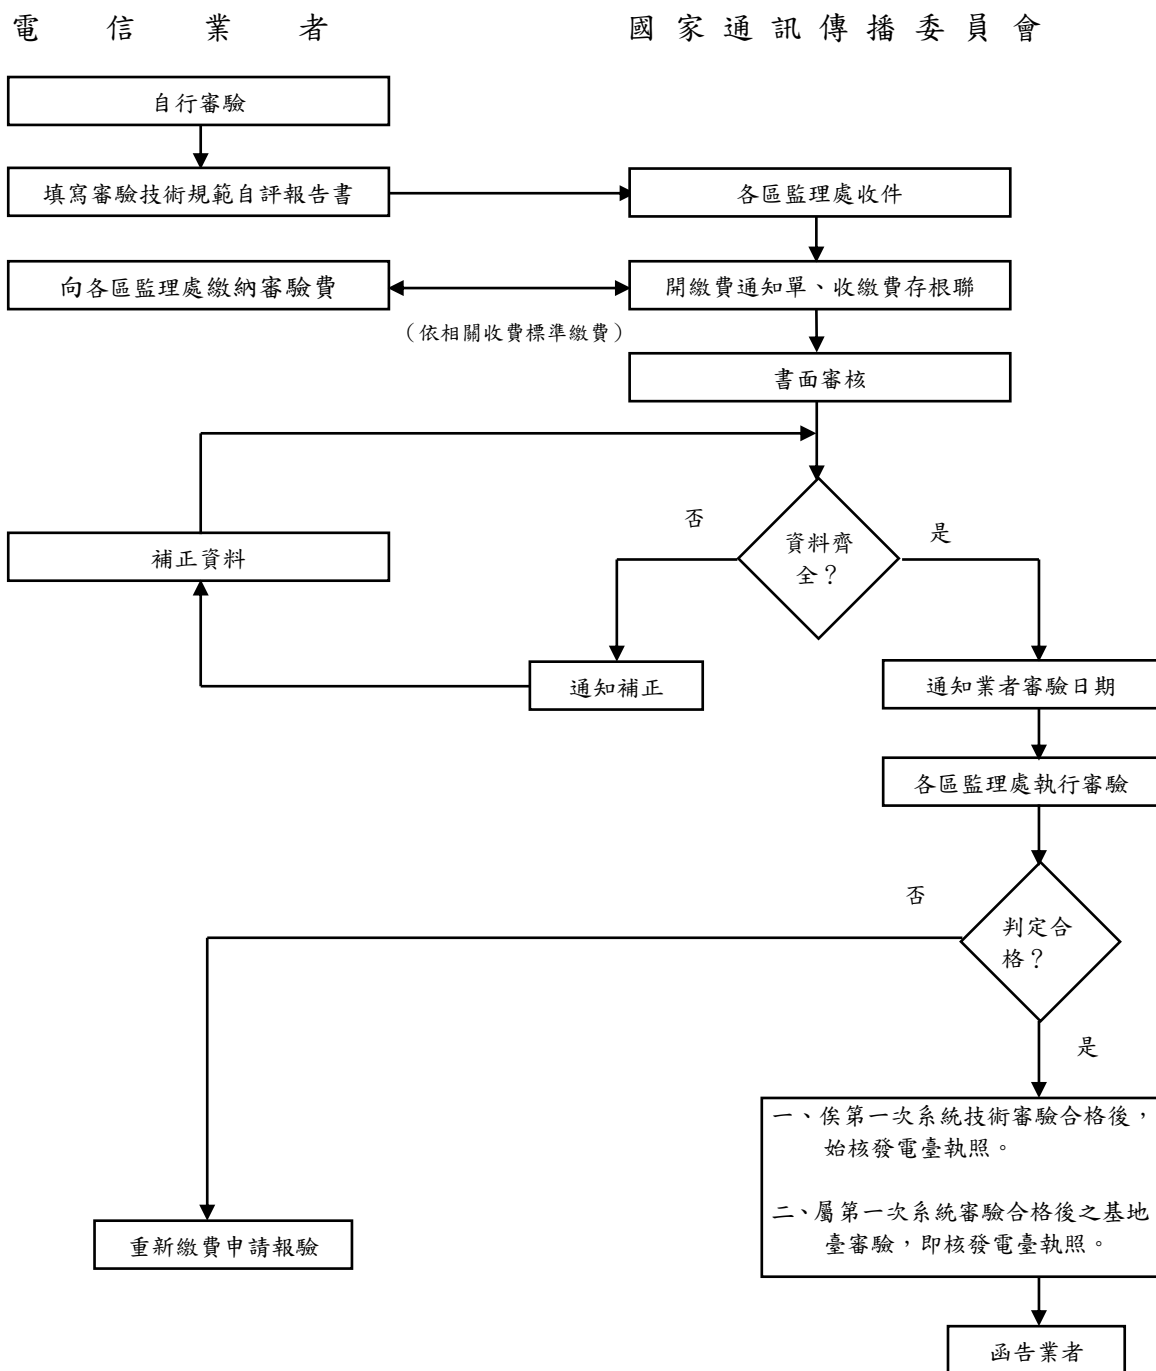 電信業者
國家通訊傳播委員會
自行審驗
填寫審驗技術規範自評報告書
各區監理處收件
向各區監理處繳納審驗費
開繳費通知單、收繳費存根聯
（依相關收費標準繳費）
書面審核
否
資料齊
全？
是
補正資料
通知補正
通知業者審驗日期
各區監理處執行審驗
否
判定合
格？
是
一、俟第一次系統技術審驗合格後，
始核發電臺執照。
二、屬第一次系統審驗合格後之基地
臺審驗，即核發電臺執照。
重新繳費申請報驗
函告業者